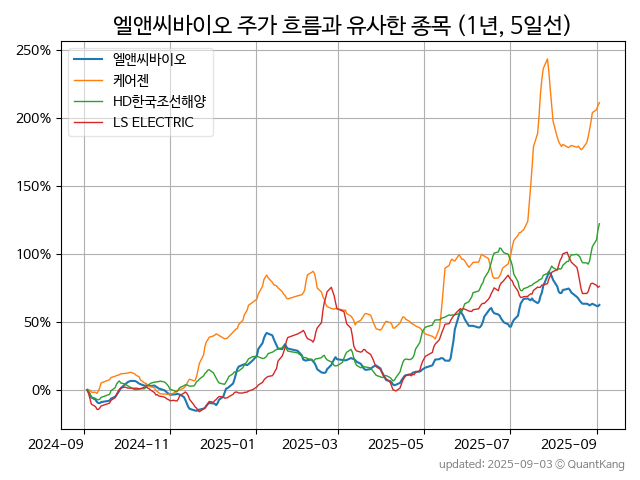 엘앤씨바이오 주가 흐름과 유사한 종목 (1년, 5일선)
250%
200%
150%
100%
50%
0%
엘앤씨바이오
케어젠
HD한국조선해양
LS ELECTRIC
2024-09
2024-11
2025-01
2025-03
2025-05
2025-07
2025-09
updated: 2025-09-03 © QuantKang